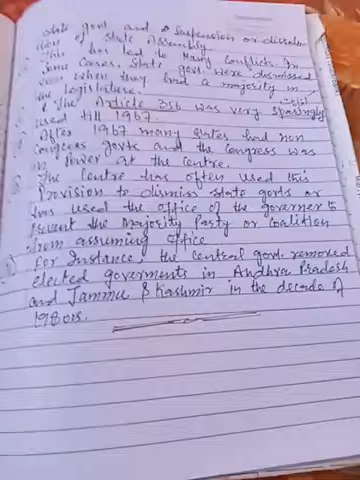 state govt and suspension or dissolu-
tion of State Assembly.
This has led to Many conflicts. In
Some cases, State govt. were dismissed
even when they had a majority in
the legislature.
The Article 356 was very sparingly
used till 1967.
After 1967 many States had non
Congress govts and the Congress was
in Power at the centre.
The Centre has often used this
Provision to dismiss state govts or
has used the office of the governer to
prevent the Majority Party or coalition
from assuming office
For Instance, the central govt. removed
elected goverments in Andhra Pradesh
and Jammu & Kashmir in the decade of
1980s.